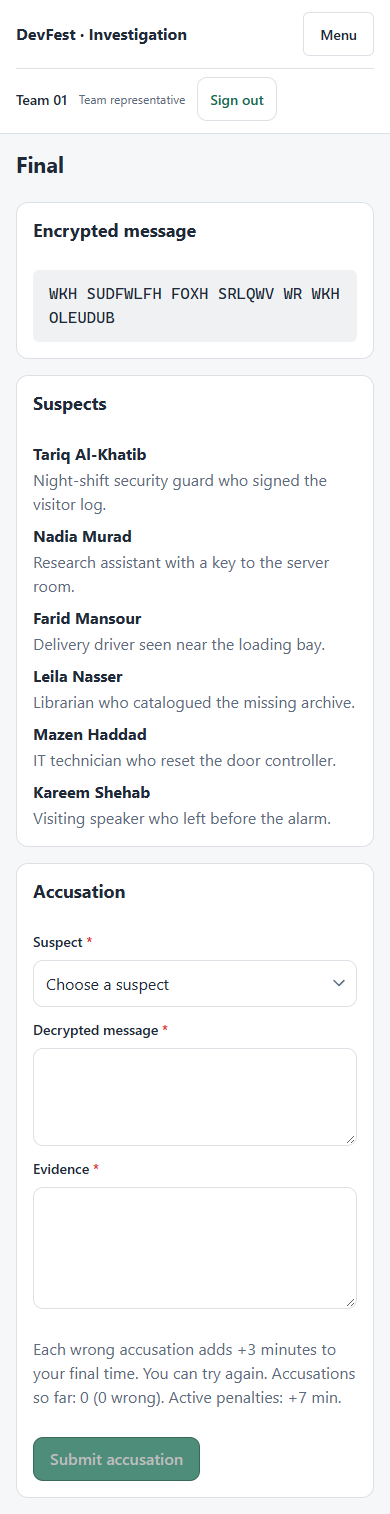 DevFest · Investigation
Menu
Team 01 Team representative Sign out
Final
Encrypted message
WKH SUDFWLFH FOXH SRLQWV WR WKH
OLEUDUB
Suspects
Tariq Al-Khatib
Night-shift security guard who signed the
visitor log.
Nadia Murad
Research assistant with a key to the server
room.
Farid Mansour
Delivery driver seen near the loading bay.
Leila Nasser
Librarian who catalogued the missing archive.
Mazen Haddad
IT technician who reset the door controller.
Kareem Shehab
Visiting speaker who left before the alarm.
Accusation
Suspect *
Choose a suspect
Decrypted message *
Evidence *
Each wrong accusation adds +3 minutes to
your final time. You can try again. Accusations
so far: 0 (0 wrong). Active penalties: +7 min.
Submit accusation